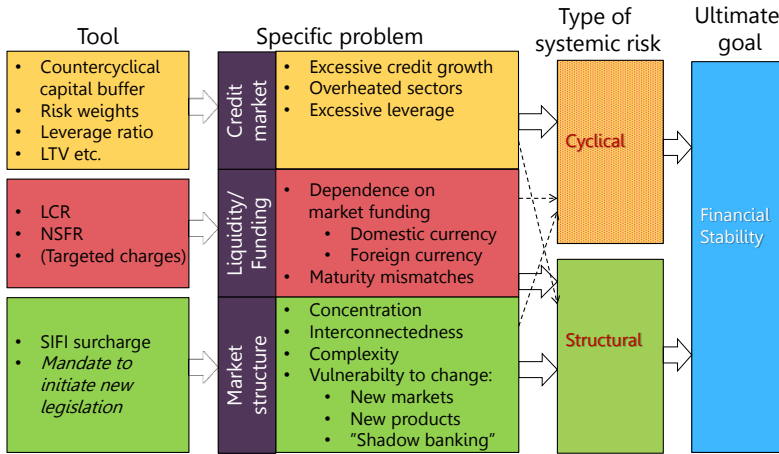 Tool
Specific problem
Type of
systemic risk
Ultimate
goal
• Countercyclical
capital buffer
• Risk weights
• Leverage ratio
• LTV etc.
Credit
market
• Excessive credit growth
• Overheated sectors
• Excessive leverage
Cyclical
• LCR
• NSFR
• (Targeted charges)
Liquidity/
Funding
• Dependence on
market funding
• Domestic currency
• Foreign currency
• Maturity mismatches
Financial
Stability
• SIFI surcharge
• Mandate to
initiate new
legislation
Market
structure
• Concentration
• Interconnectedness
• Complexity
• Vulnerabilty to change:
• New markets
• New products
• ”Shadow banking”
Structural